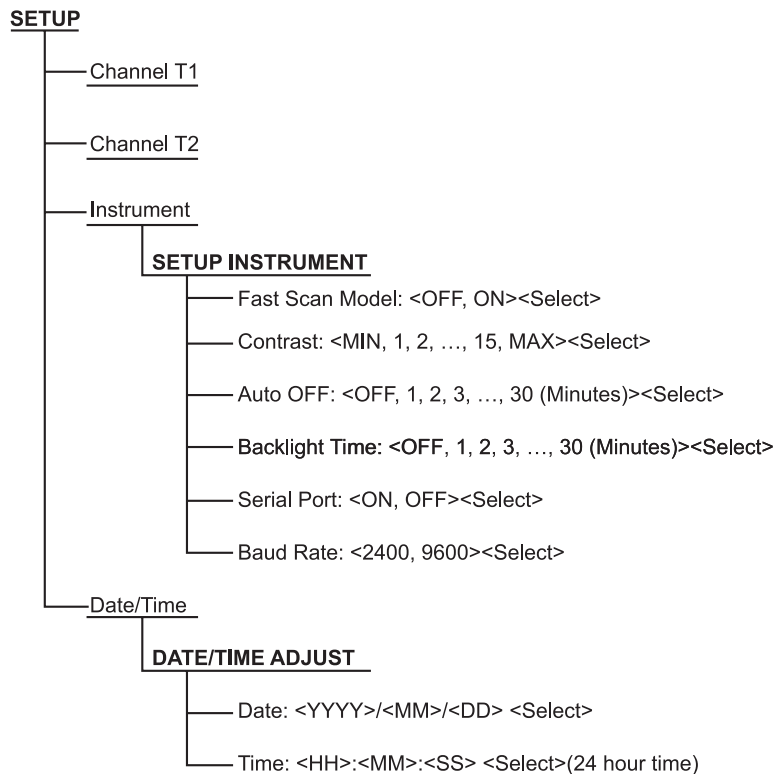 SETUP
Channel T1
Channel T2
Instrument
SETUP INSTRUMENT
Fast Scan Model: <OFF, ON><Select>
Contrast: <MIN, 1, 2, …, 15, MAX><Select>
Auto OFF: <OFF, 1, 2, 3, …, 30 (Minutes)><Select>
Backlight Time: <OFF, 1, 2, 3, …, 30 (Minutes)><Select>
Serial Port: <ON, OFF><Select>
Baud Rate: <2400, 9600><Select>
Date/Time
DATE/TIME ADJUST
Date: <YYYY>/<MM>/<DD> <Select>
Time: <HH>:<MM>:<SS> <Select>(24 hour time)